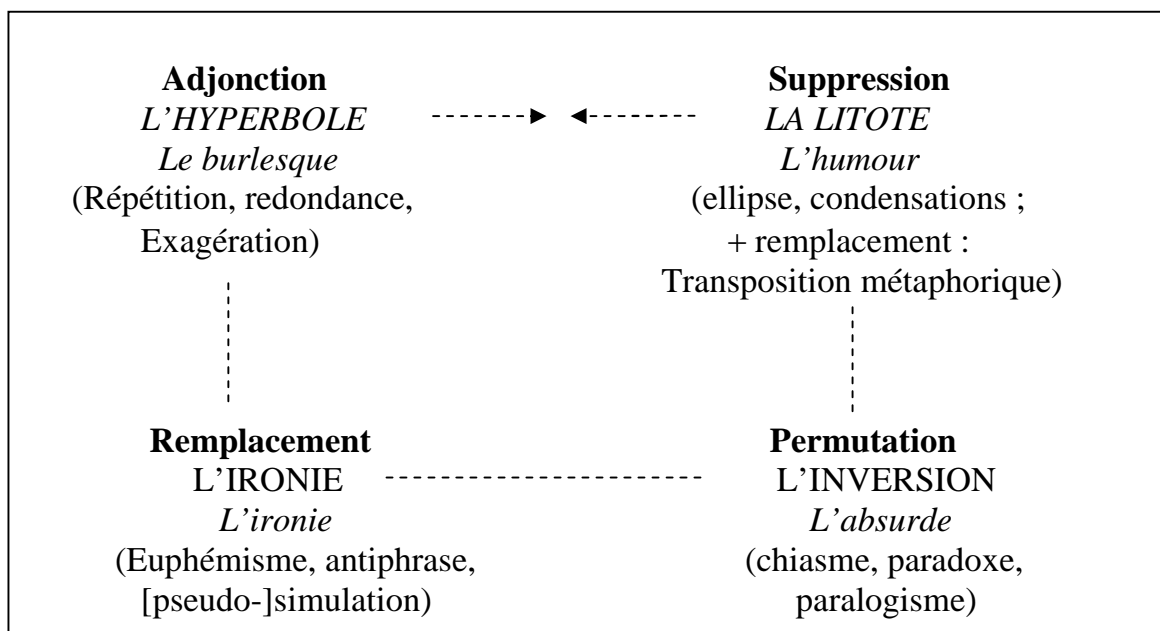 Adjonction
L'HYPERBOLE
Le burlesque
(Répétition, redondance,
Exagération)
Suppression
LA LITOTE
L'humour
(ellipse, condensations ;
+ remplacement :
Transposition métaphorique)
Remplacement
L'IRONIE
L'ironie
(Euphémisme, antiphrase,
[pseudo-]simulation)
Permutation
L'INVERSION
L'absurde
(chiasme, paradoxe,
paralogisme)